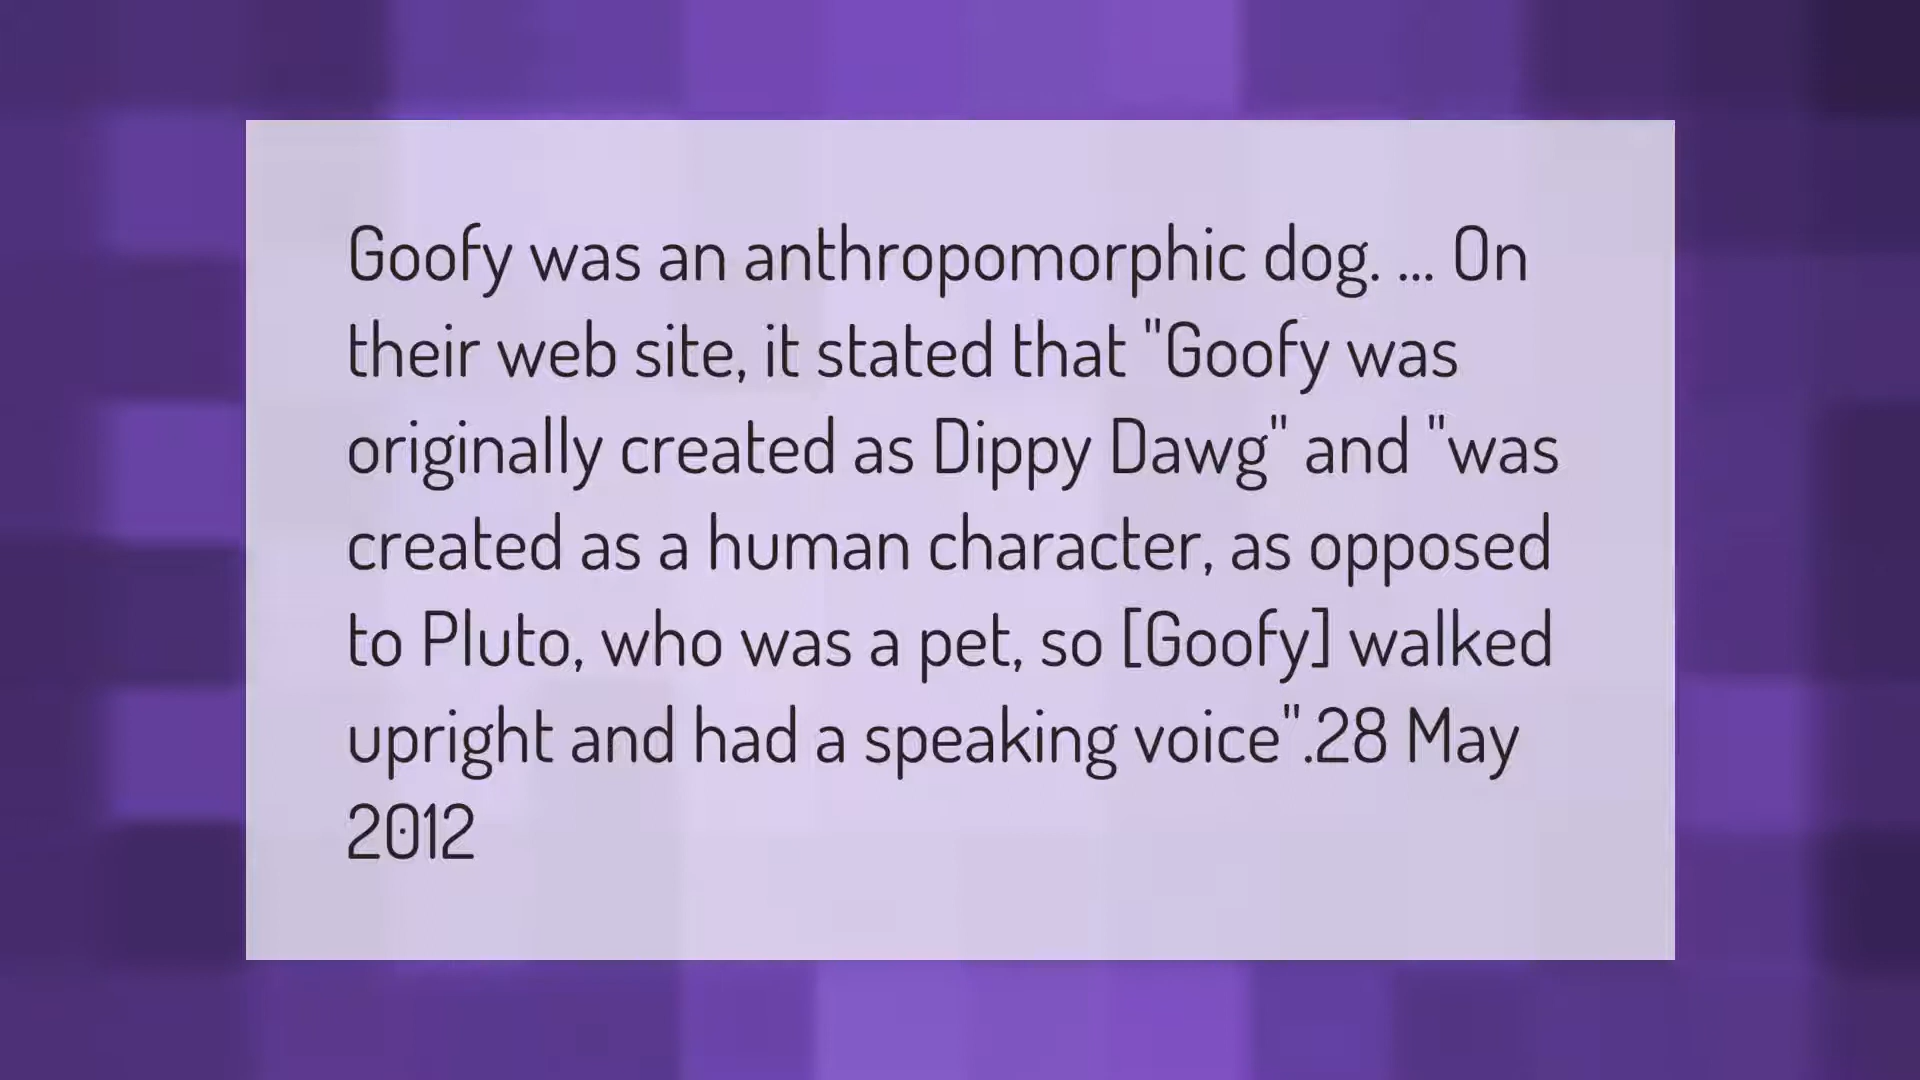 Goofy was an anthropomorphic dog. ... On
their web site, it stated that "Goofy was
originally created as Dippy Dawg" and "was
created as a human character, as opposed
to Pluto, who was a pet, so [Goofy] walked
upright and had a speaking voice".28 May
2012